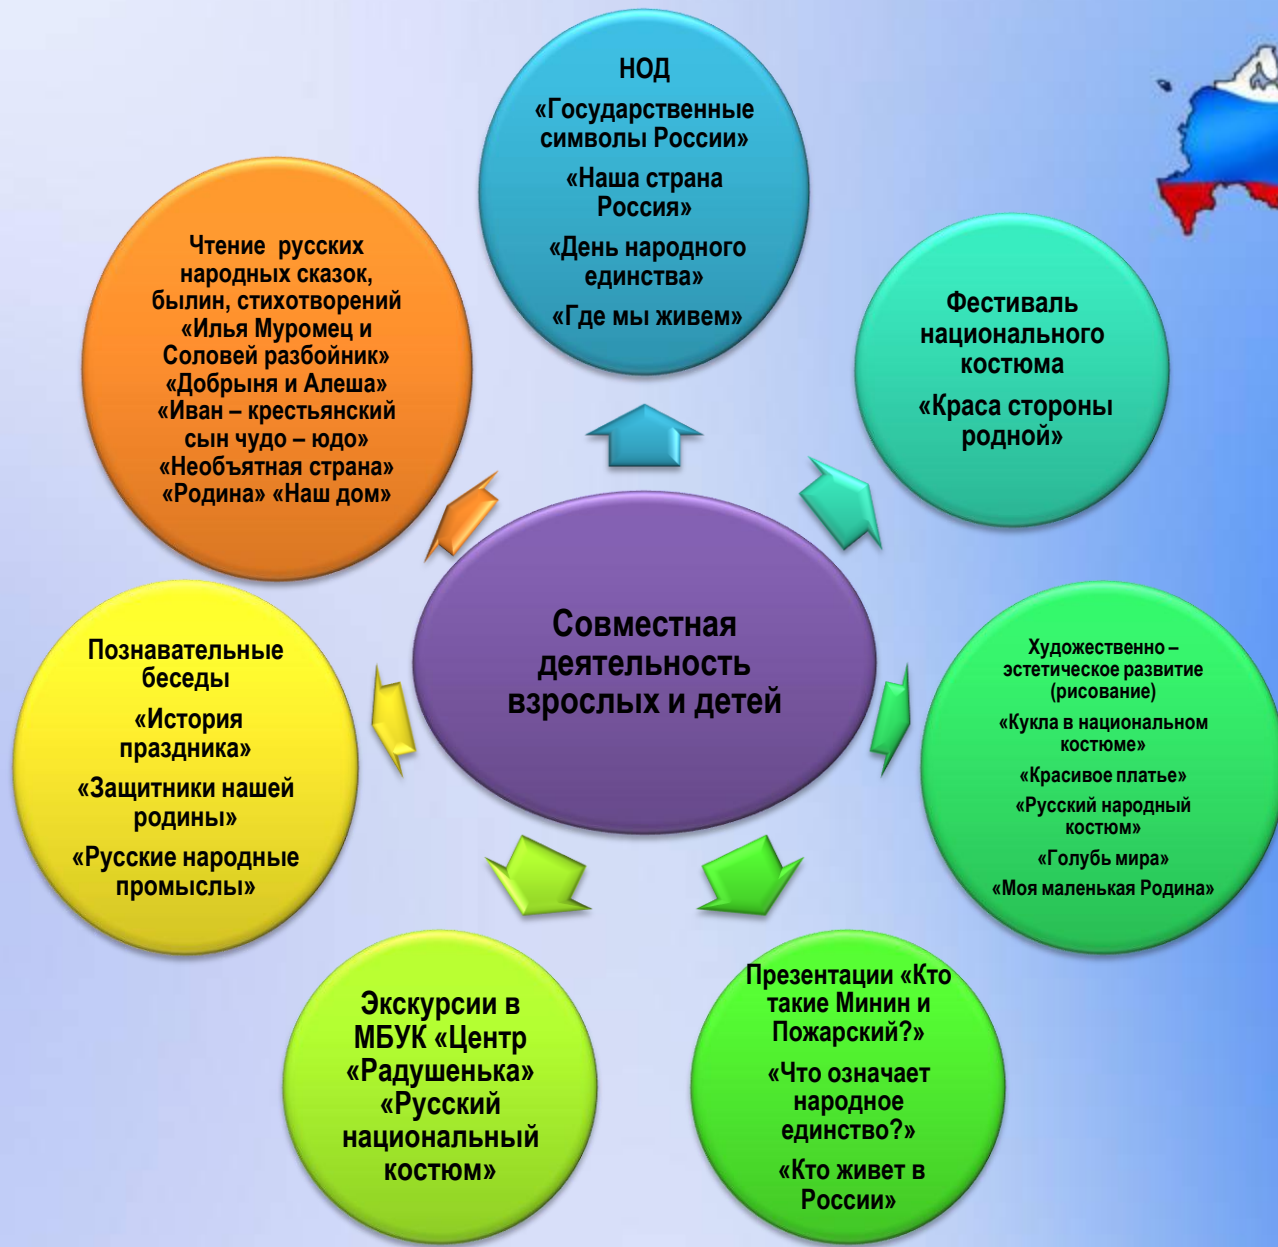 НОД
«Государственные
символы России»
«Наша страна
Россия»
«День народного
единства»
«Где мы живем»
Фестиваль
национального
костюма
«Краса стороны
родной»
Художественно –
эстетическое развитие
(рисование)
«Кукла в национальном
костюме»
«Красивое платье»
«Русский народный
костюм»
«Голубь мира»
«Моя маленькая Родина»
Презентации «Кто
такие Минин и
Пожарский?»
«Что означает
народное
единство?»
«Кто живет в
России»
Экскурсии в
МБУК «Центр
«Радушенька»
«Русский
национальный
костюм»
Познавательные
беседы
«История
праздника»
«Защитники нашей
родины»
«Русские народные
промыслы»
Чтение русских
народных сказок,
былин, стихотворений
«Илья Муромец и
Соловей разбойник»
«Добрыня и Алеша»
«Иван – крестьянский
сын чудо – юдо»
«Необъятная страна»
«Родина» «Наш дом»
Совместная
деятельность
взрослых и детей